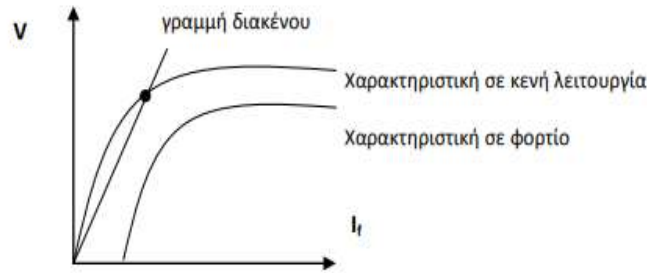 γραμμή διακένου
V
Χαρακτηριστική σε κενή λειτουργία
Χαρακτηριστική σε φορτίο
If